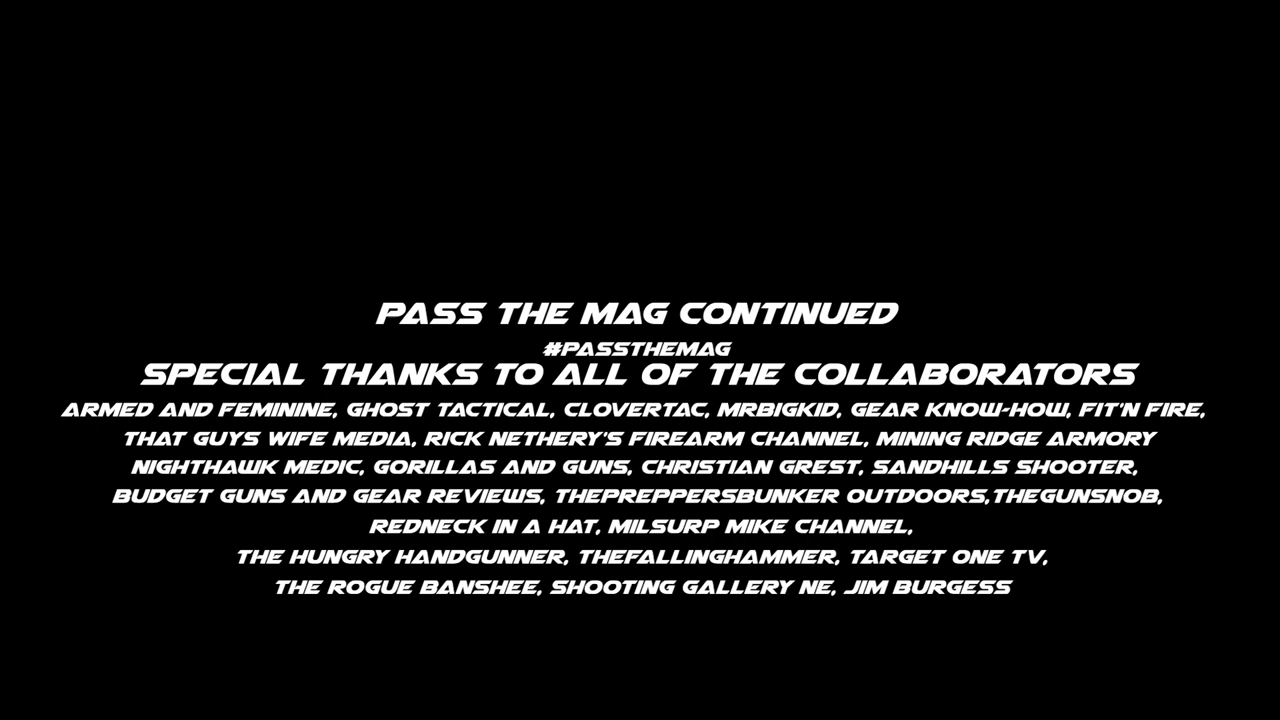 PASS THE MAG CONTINUED
#PASSTHEMAG
SPECIAL THANKS TO ALL OF THE COLLABORATORS
ARMED AND FEMININE, GHOST TACTICAL, CLOVERTAC, MRBIGKID, GEAR KNOW-HOW, FIT'N FIRE,
THAT GUYS WIFE MEDIA, RICK NETHERY'S FIREARM CHANNEL, MINING RIDGE ARMORY
NIGHTHAWK MEDIC, GORILLAS AND GUNS, CHRISTIAN GREST, SANDHILLS SHOOTER,
BUDGET GUNS AND GEAR REVIEWS, THEPREPPERSBUNKER OUTDOORS,THEGUNSNOB,
REDNECK IN A HAT, MILSURP MIKE CHANNEL,
THE HUNGRY HANDGUNNER, THEFALLINGHAMMER, TARGET ONE TV,
THE ROGUE BANSHEE, SHOOTING GALLERY NE, JIM BURGESS